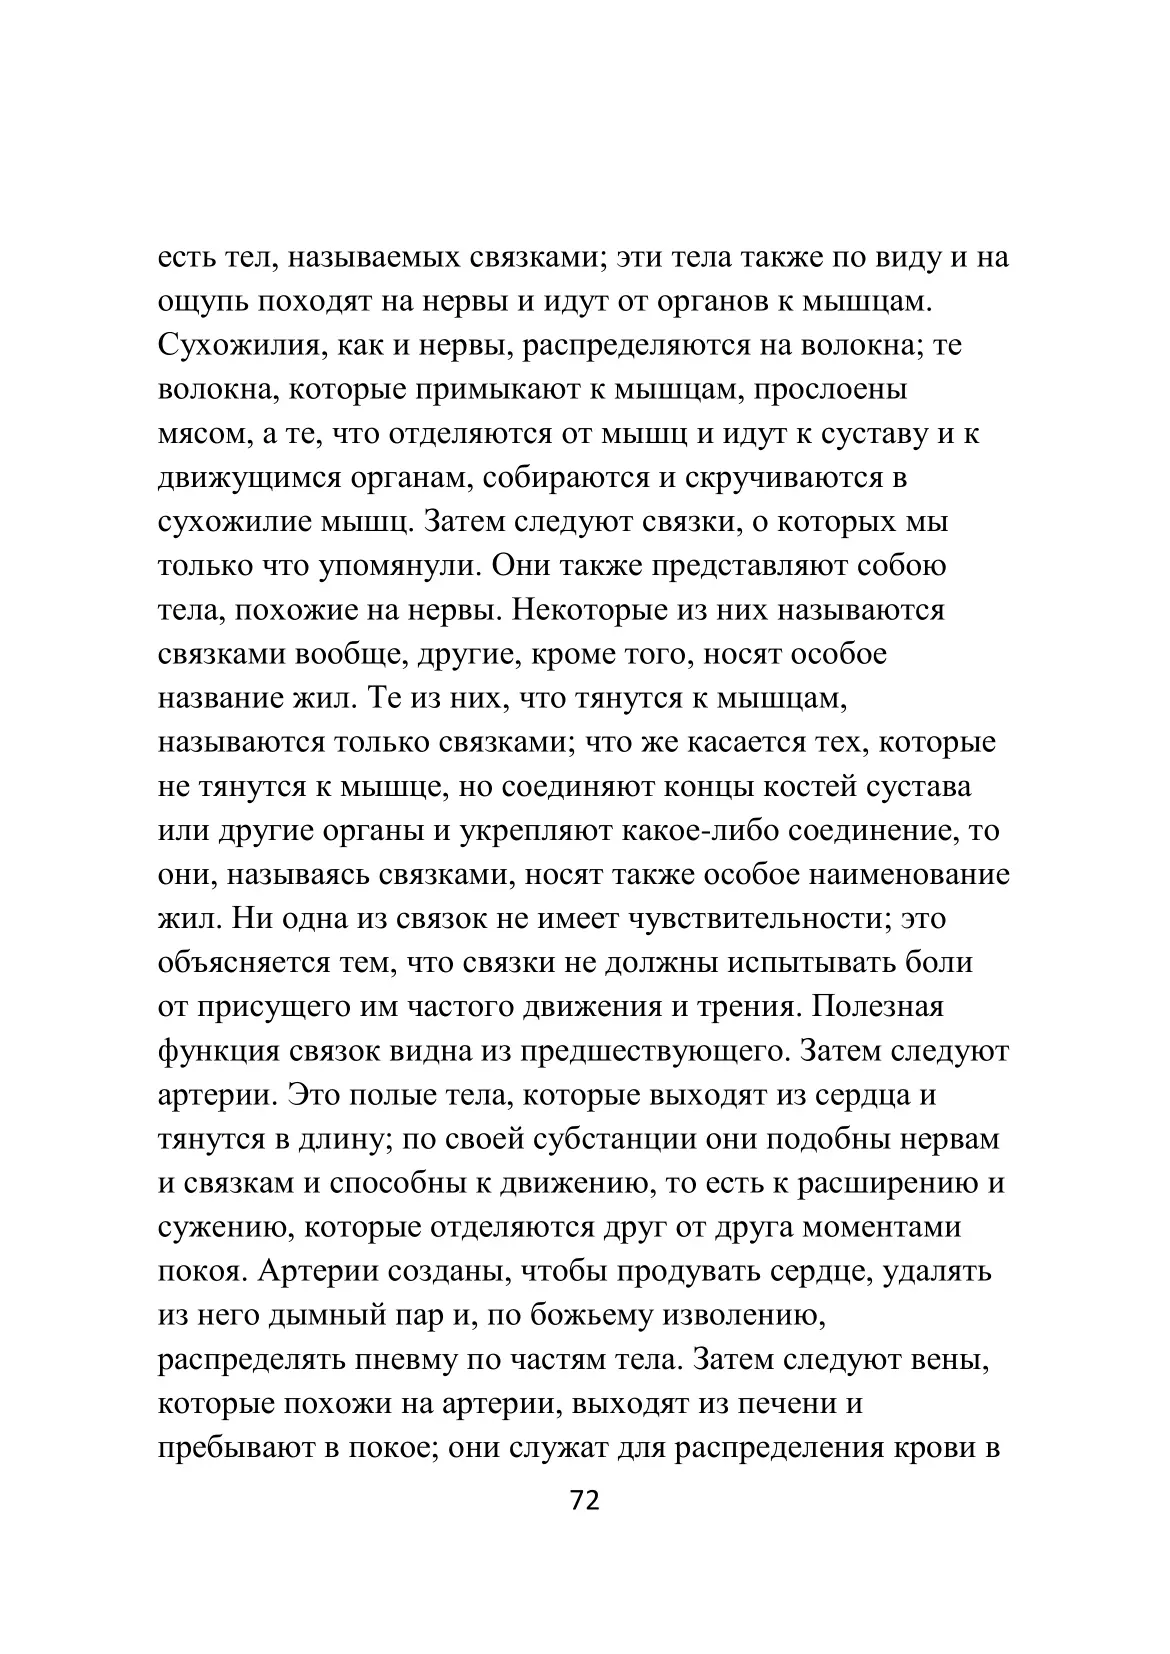 есть тел, называемых связками; эти тела также по виду и на
ощупь походят на нервы и идут от органов к мышцам.
Сухожилия, как и нервы, распределяются на волокна; те
волокна, которые примыкают к мышцам, прослоены
мясом, а те, что отделяются от мышц и идут к суставу и к
движущимся органам, собираются и скручиваются в
сухожилие мышц. Затем следуют связки, о которых мы
только что упомянули. Они также представляют собою
тела, похожие на нервы. Некоторые из них называются
связками вообще, другие, кроме того, носят особое
название жил. Те из них, что тянутся к мышцам,
называются только связками; что же касается тех, которые
не тянутся к мышце, но соединяют концы костей сустава
или другие органы и укрепляют какое-либо соединение, то
они, называясь связками, носят также особое наименование
жил. Ни одна из связок не имеет чувствительности; это
объясняется тем, что связки не должны испытывать боли
от присущего им частого движения и трения. Полезная
функция связок видна из предшествующего. Затем следуют
артерии. Это полые тела, которые выходят из сердца и
тянутся в длину; по своей субстанции они подобны нервам
и связкам и способны к движению, то есть к расширению и
сужению, которые отделяются друг от друга моментами
покоя. Артерии созданы, чтобы продувать сердце, удалять
из него дымный пар и, по божьему изволению,
распределять пневму по частям тела. Затем следуют вены,
которые похожи на артерии, выходят из печени и
пребывают в покое; они служат для распределения крови в
72